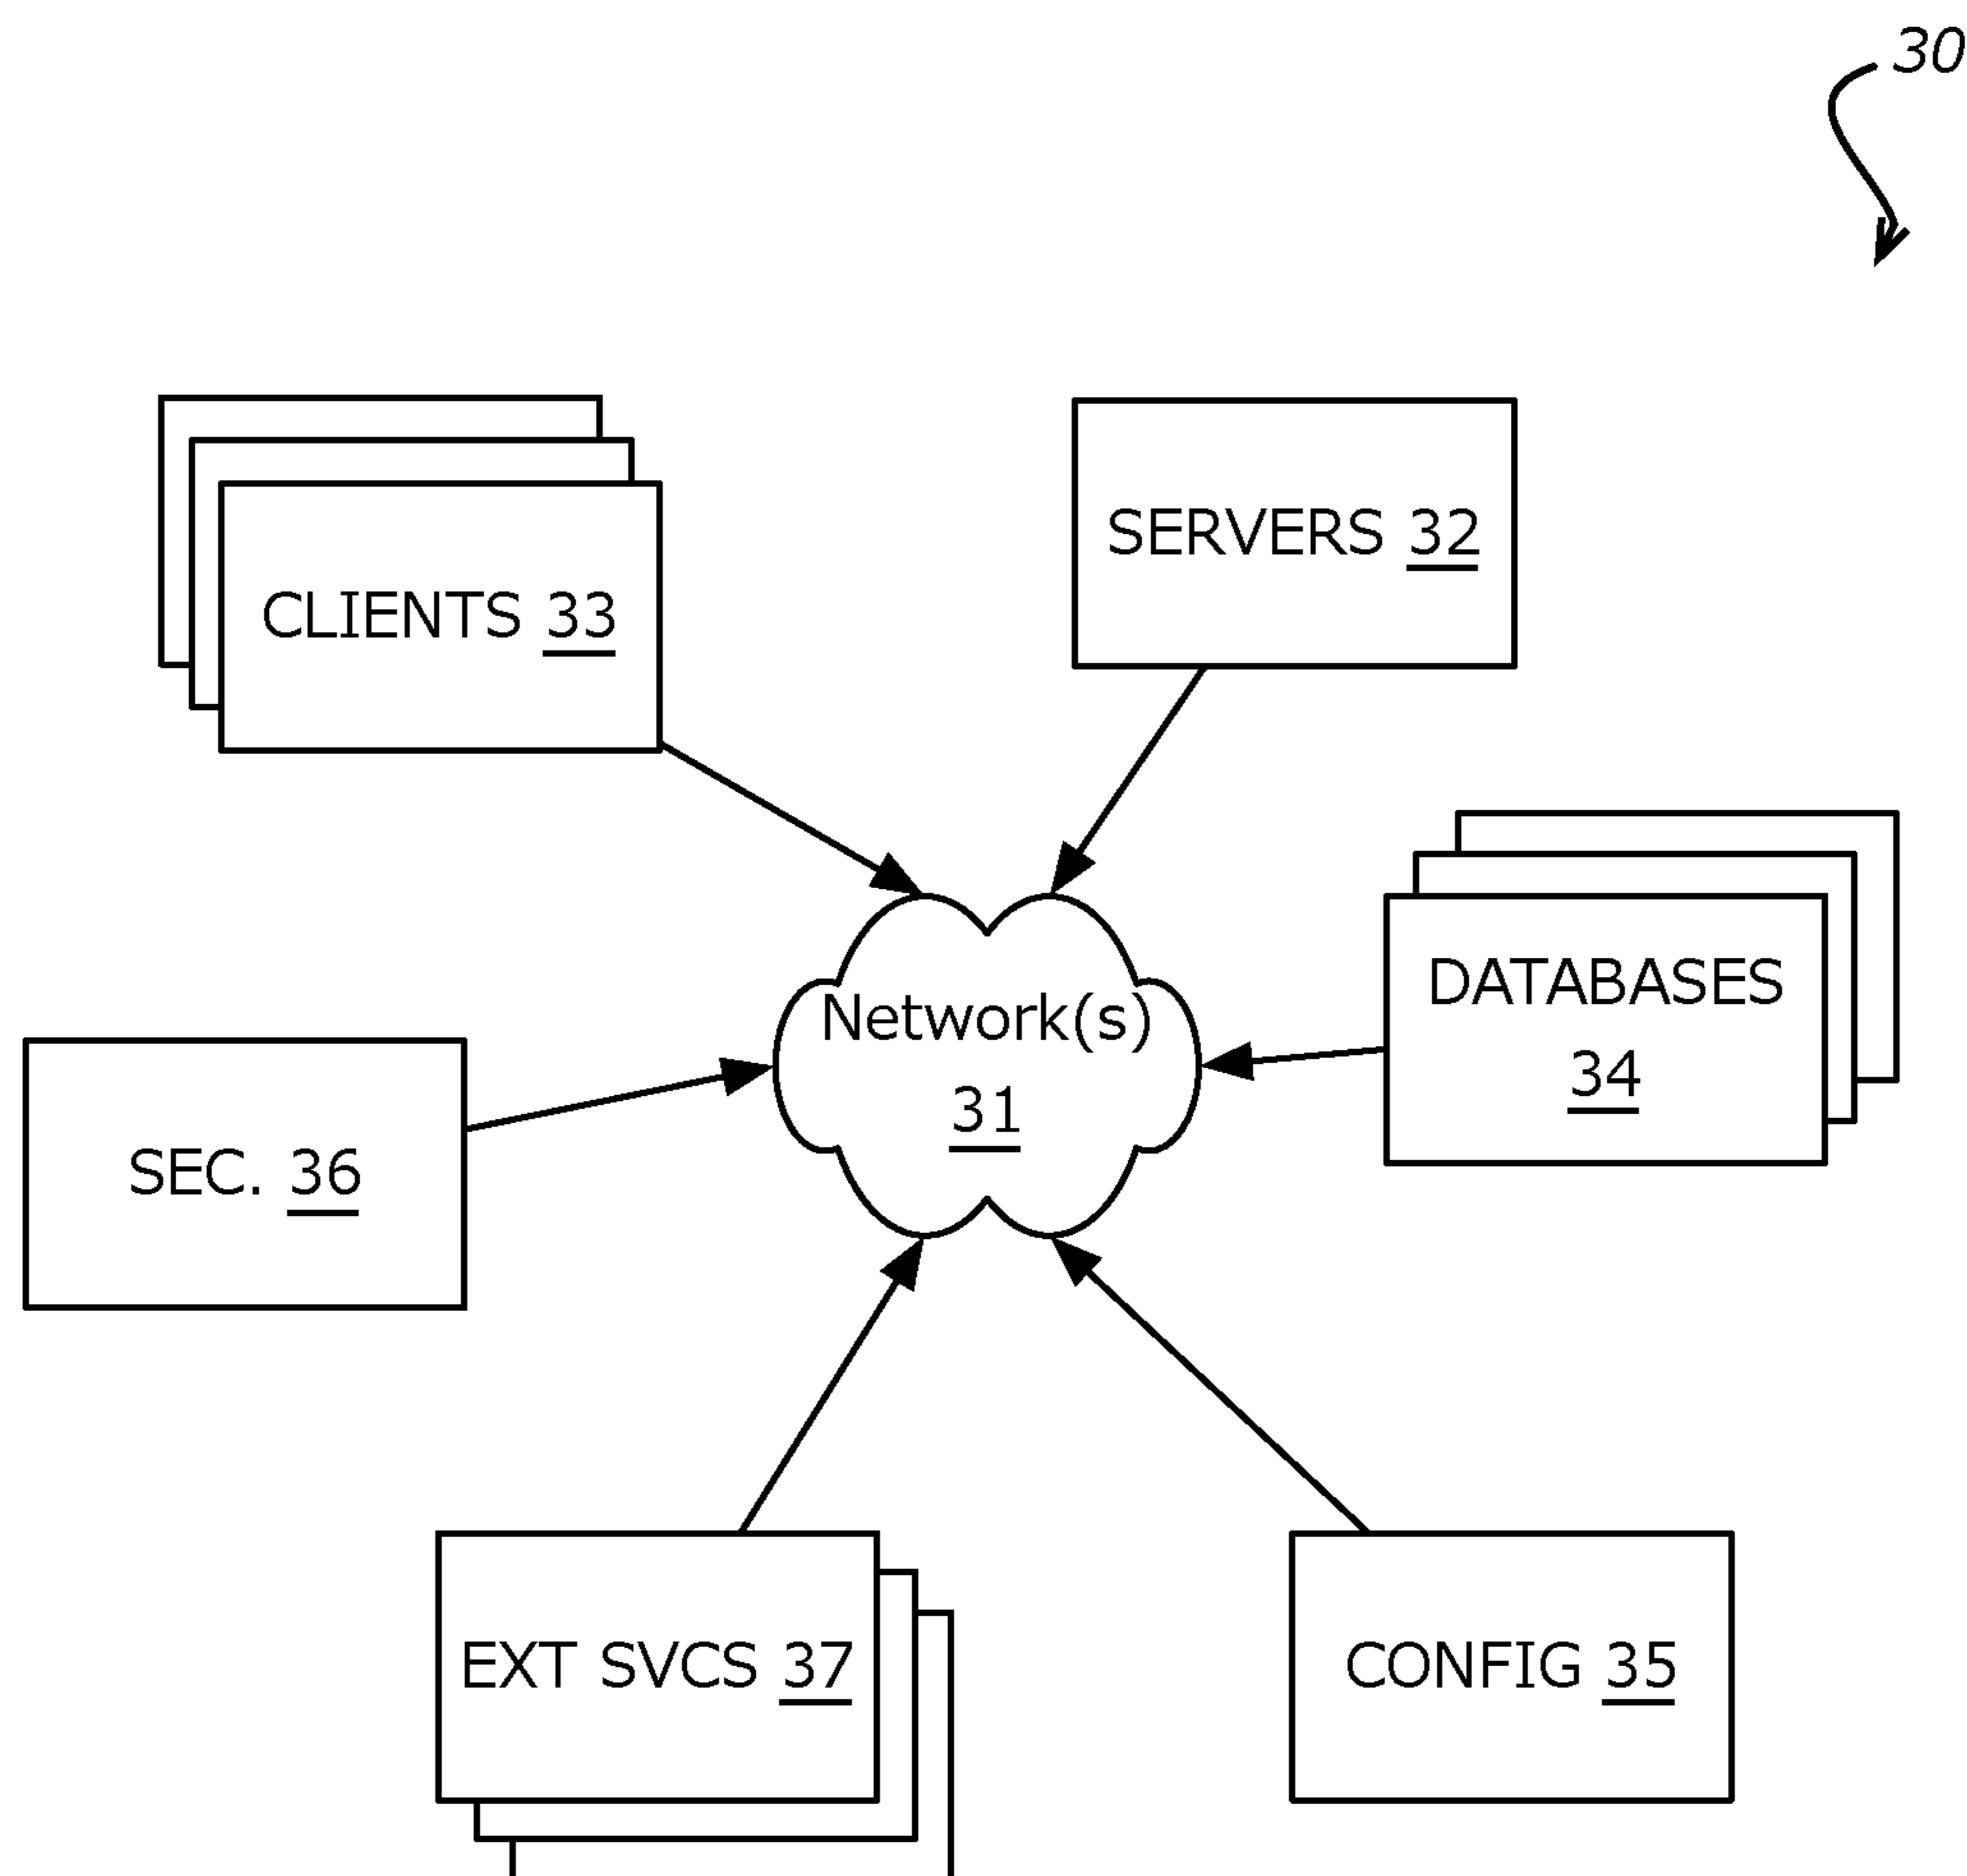 30
CLIENTS 33
SERVERS 32
DATABASES
34
Network(s)
31
SEC. 36
EXT SVCS 37
CONFIG 35